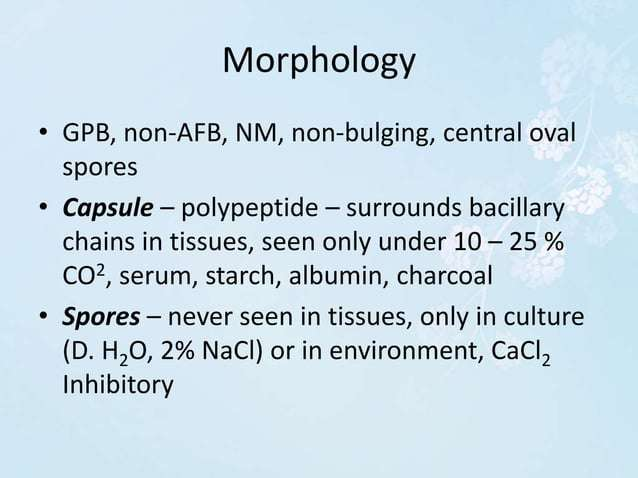 Morphology
• GPB, non-AFB, NM, non-bulging, central oval
spores
• Capsule – polypeptide – surrounds bacillary
chains in tissues, seen only under 10 – 25 %
CO², serum, starch, albumin, charcoal
• Spores – never seen in tissues, only in culture
(D. H₂O, 2% NaCl) or in environment, CaCl₂
Inhibitory